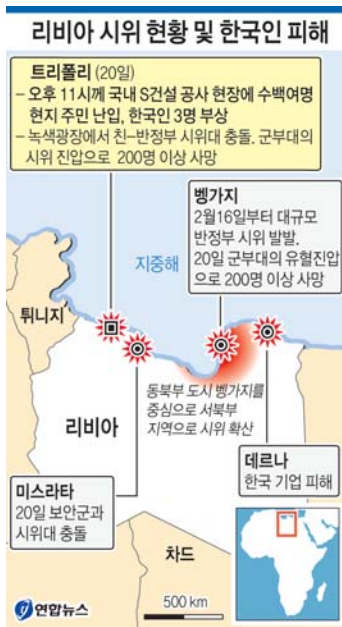 리비아 시위 현황 및 한국인 피해
트리폴리 (20일)
- 오후 11시께 국내 S건설 공사 현장에 수백여명
현지 주민 난입, 한국인 3명 부상
- 녹색광장에서 친-반정부 시위대 충돌. 군부대의
시위 진압으로 200명 이상 사망
벵가지
2월16일부터 대규모
반정부 시위 발발.
20일 군부대의 유혈진압
으로 200명 이상 사망
지중해
튀니지
동북부 도시 벵가지를
중심으로 서북부
지역으로 시위 확산
리비아
데르나
한국 기업 피해
미스라타
20일 보안군과
시위대 충돌
차드
500 km
연합뉴스